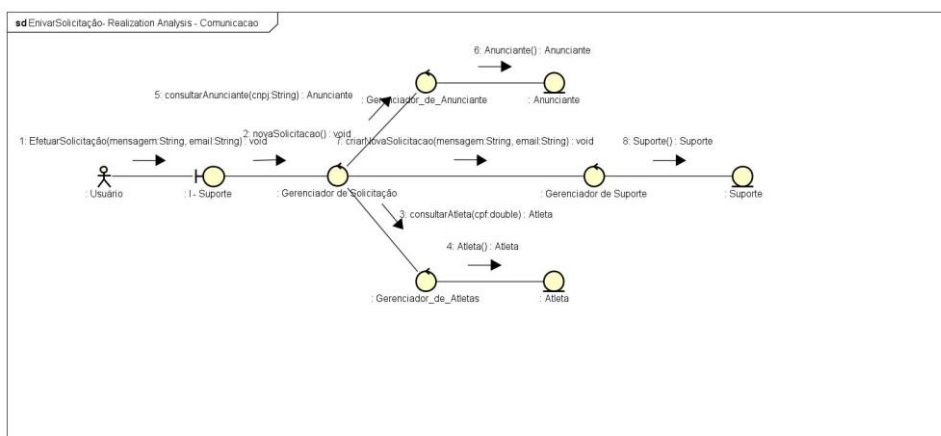 sd EnivarSolicitação- Realization Analysis - Comunicacao
6: Anunciante() : Anunciante
5: consultarAnunciante(cnpj:String) : Anunciante
: Gerenciador_de_Anunciante
: Anunciante
1: EfetuarSolicitação(mensagem:String, email:String) : void
2: novaSolicitacao() : void
7: criarNovaSolicitacao(mensagem:String, email:String) : void
8: Suporte() : Suporte
: Usuário
: I - Suporte
: Gerenciador de Solicitação
: Gerenciador de Suporte
: Suporte
3: consultarAtleta(cpf:double) : Atleta
4: Atleta() : Atleta
: Gerenciador_de_Atletas
: Atleta